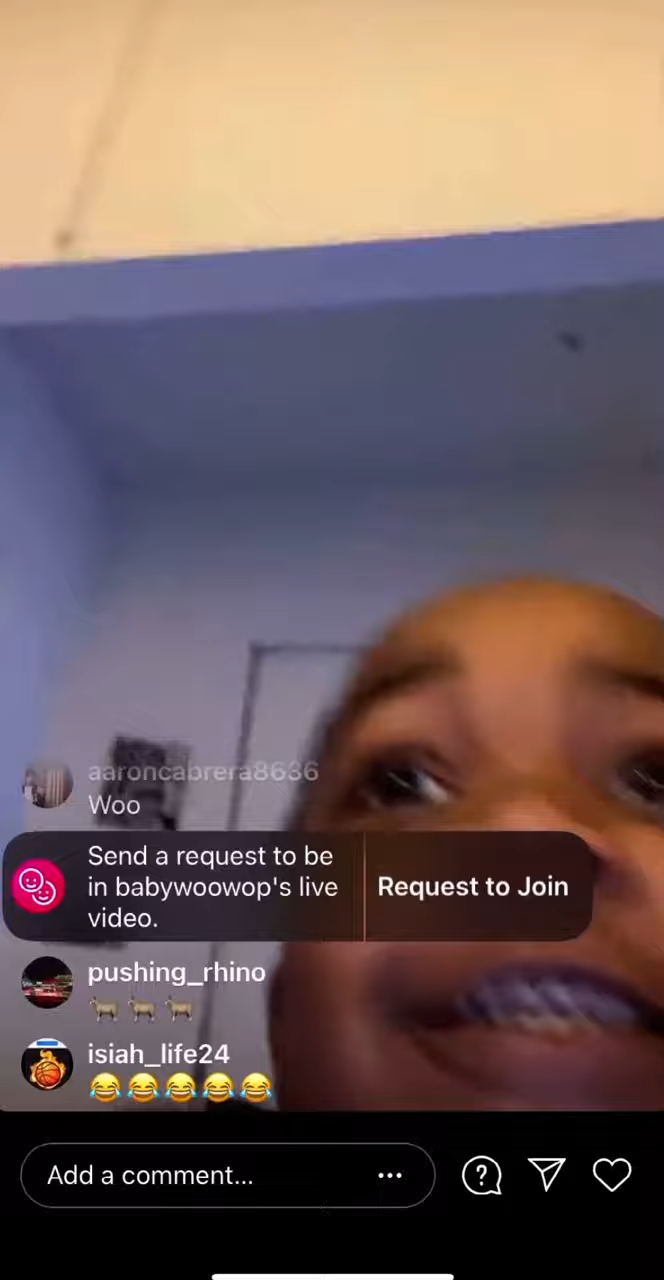 aaroncabrera8636
Woo
Send a request to be
in babywoowop's live
video.
Request to Join
pushing_rhino
🐐🐐🐐
isiah_life24
😂😂😂😂😂
Add a comment...